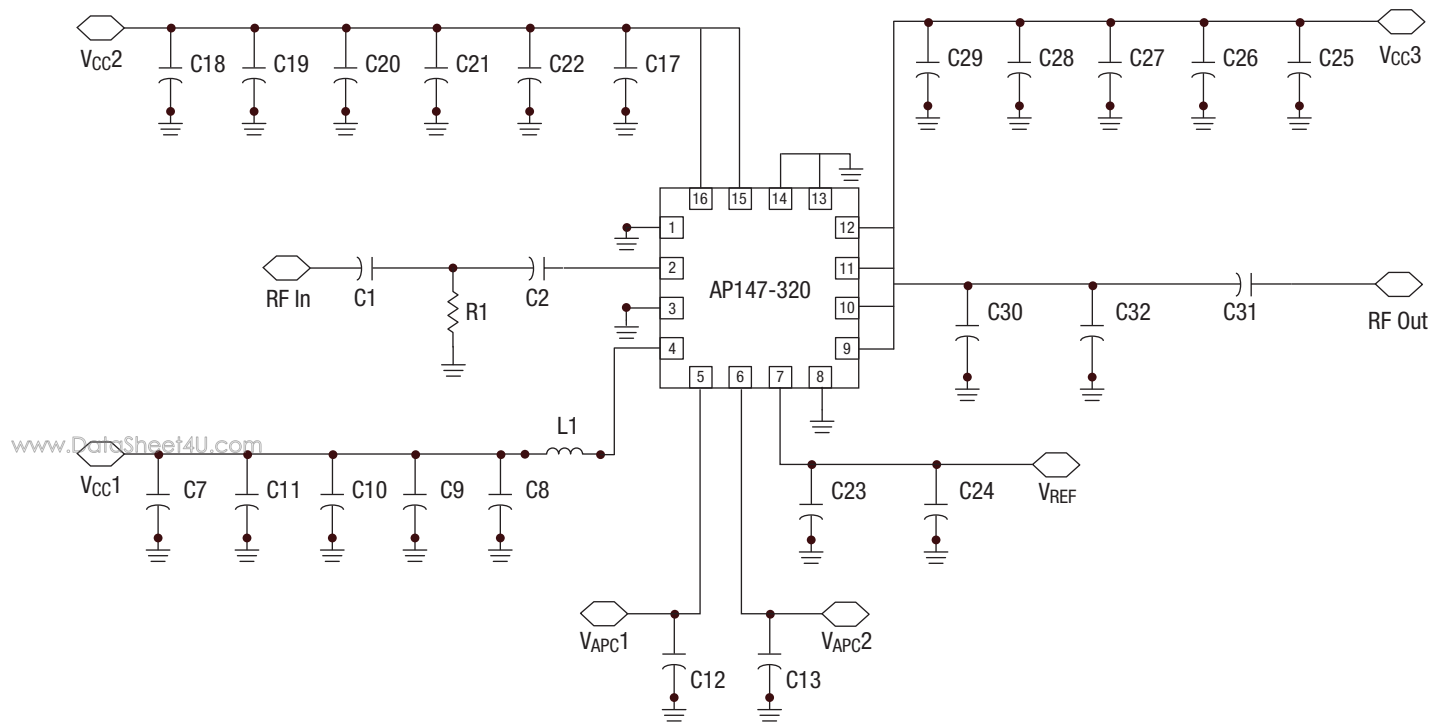 VCC2
C18
C19
C20
C21
C22
C17
C29
C28
C27
C26
C25
VCC3
16
15
14
13
1
2
3
4
12
11
10
9
AP147-320
5
6
7
8
RF In
C1
R1
C2
C30
C32
C31
RF Out
www.DataSheet4U.com
L1
VCC1
C7
C11
C10
C9
C8
C23
C24
VREF
VAPC1
C12
C13
VAPC2